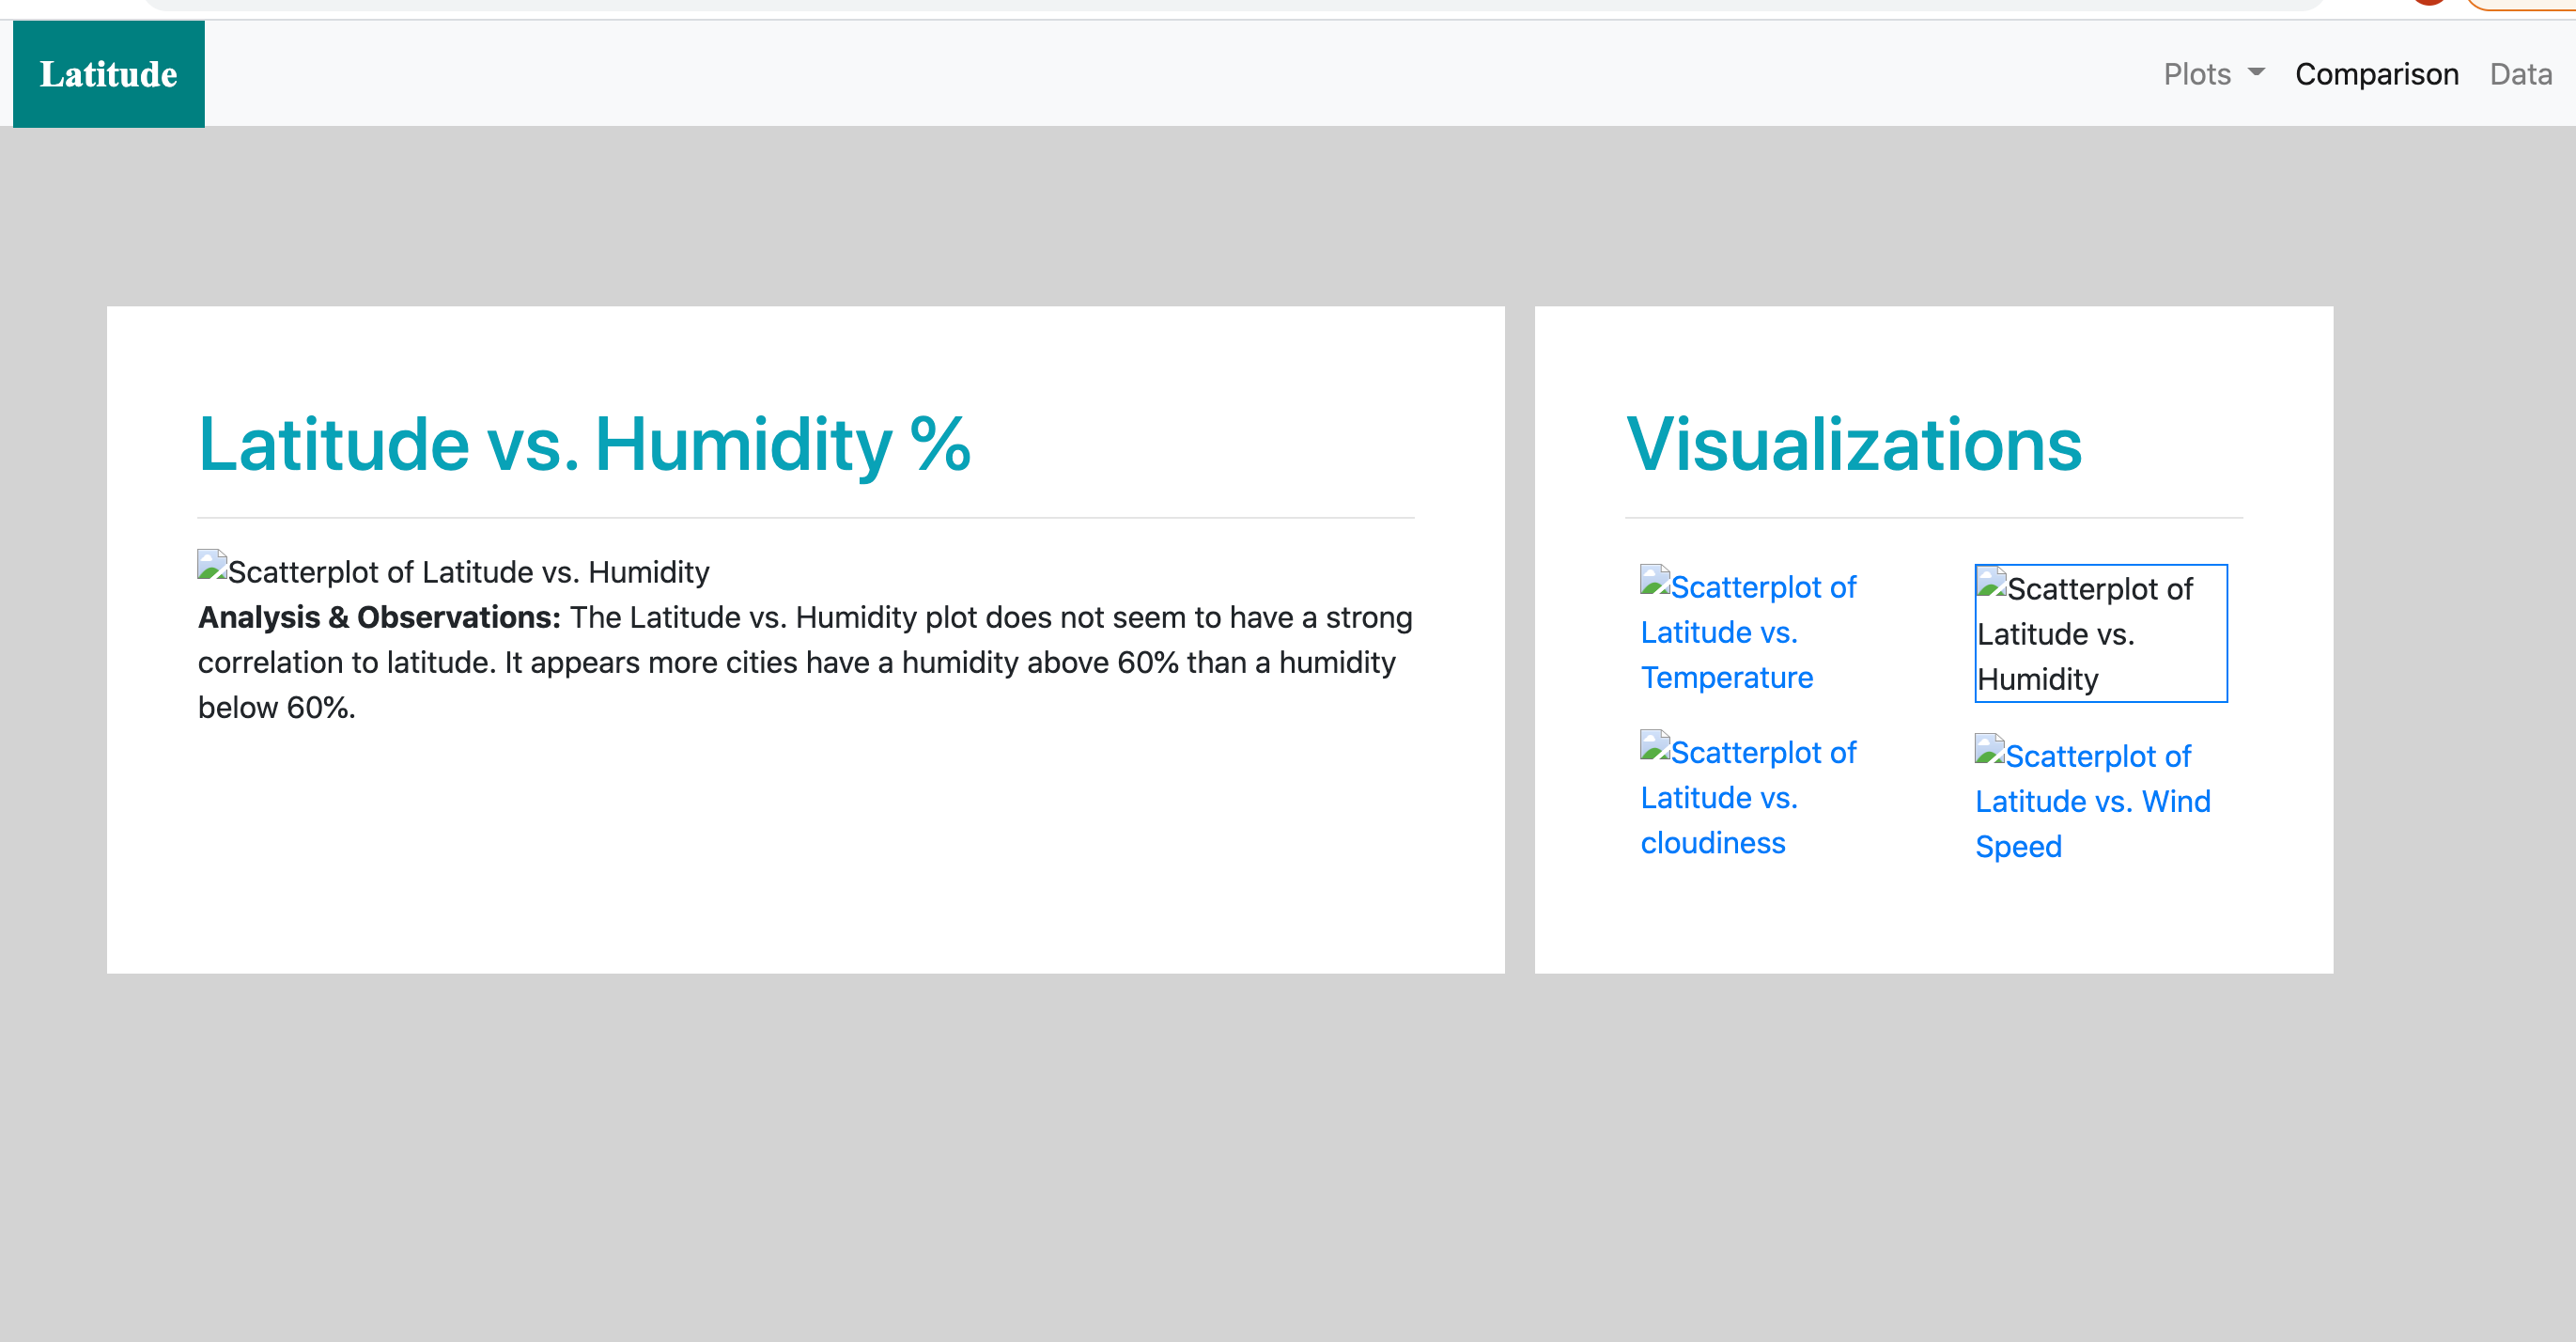 Latitude
Plots
Comparison
Data
Latitude vs. Humidity %
Scatterplot of Latitude vs. Humidity
Analysis & Observations: The Latitude vs. Humidity plot does not seem to have a strong
correlation to latitude. It appears more cities have a humidity above 60% than a humidity
below 60%.
Visualizations
Scatterplot of
Latitude vs.
Temperature
Scatterplot of
Latitude vs.
Humidity
Scatterplot of
Latitude vs.
cloudiness
Scatterplot of
Latitude vs. Wind
Speed